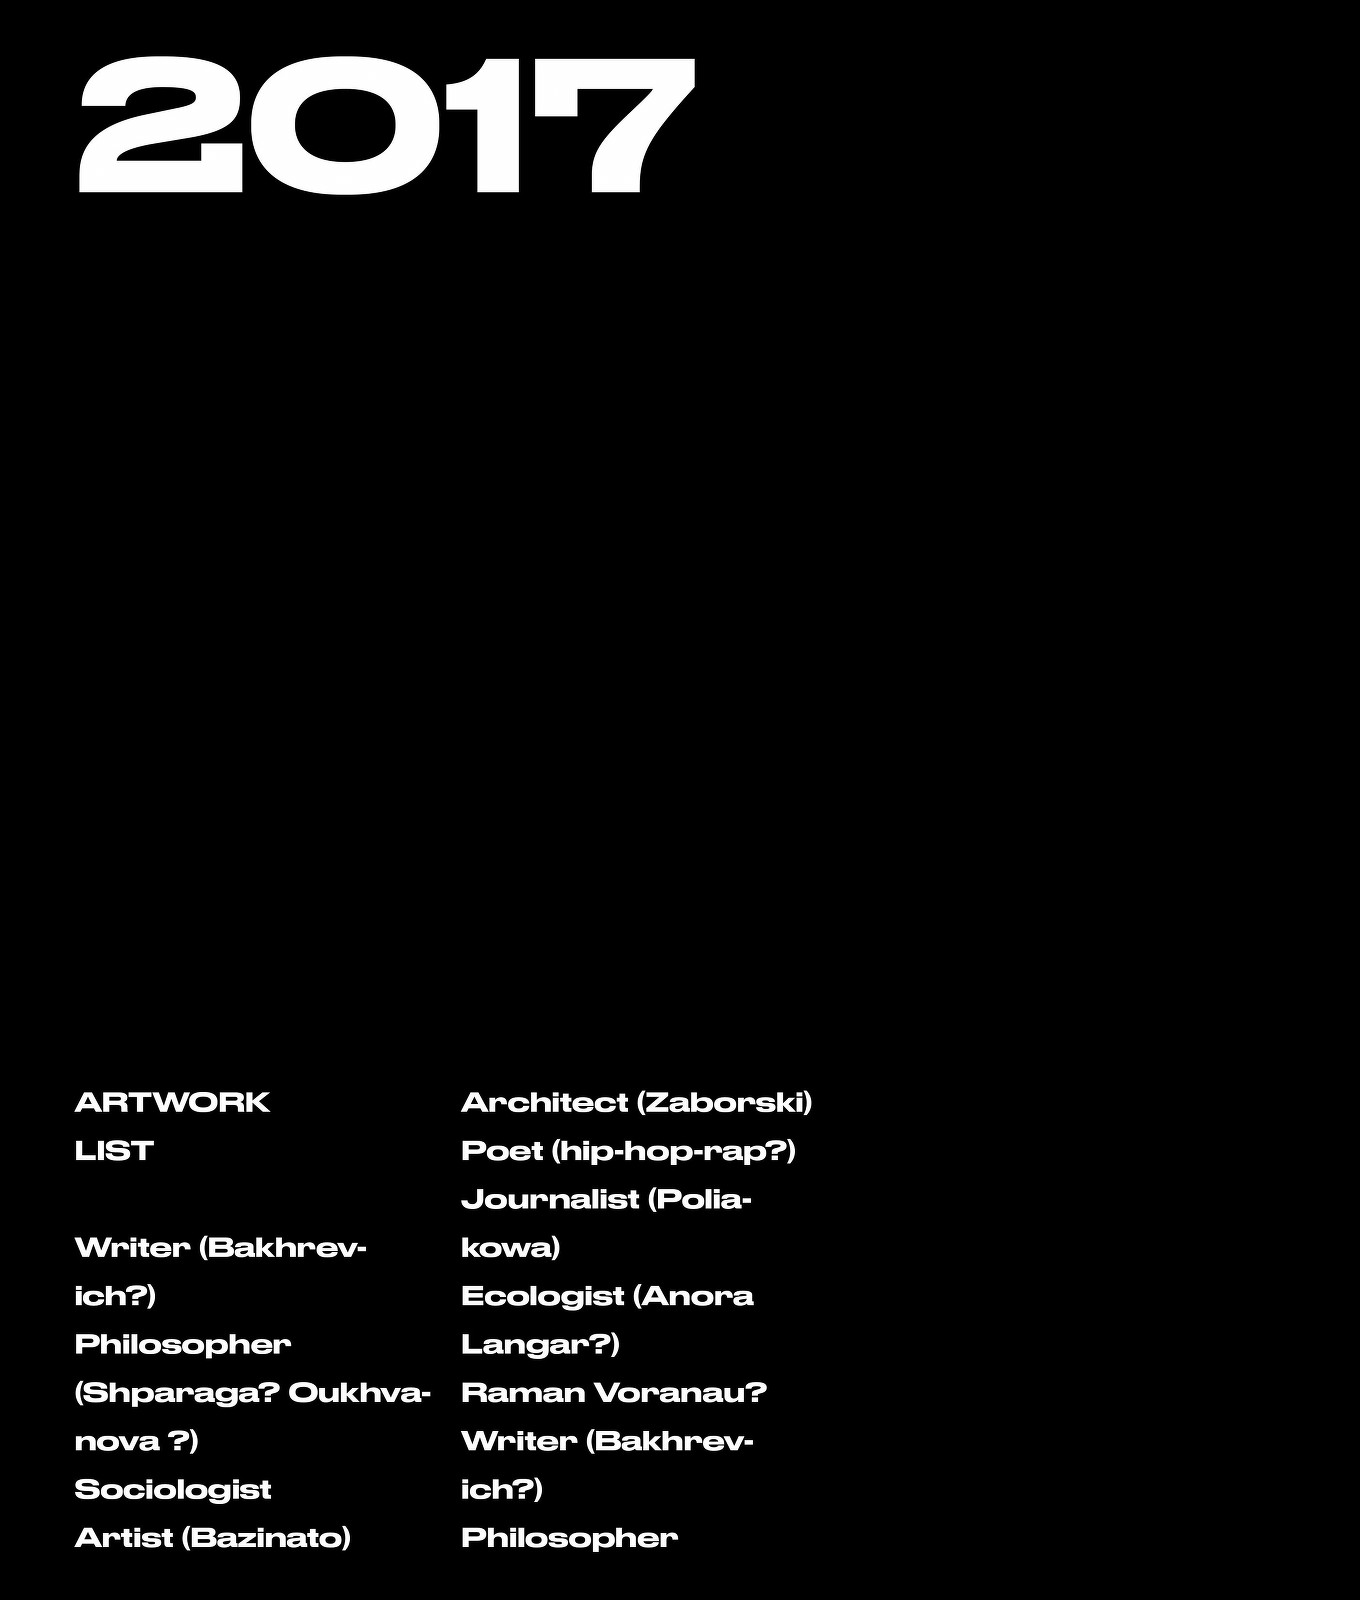 2017
ARTWORK
LIST
Writer (Bakhrev-
ich?)
Philosopher
(Shparaga? Oukhva-
nova ?)
Sociologist
Artist (Bazinato)
Architect (Zaborski)
Poet (hip-hop-rap?)
Journalist (Polia-
kowa)
Ecologist (Anora
Langar?)
Raman Voranau?
Writer (Bakhrev-
ich?)
Philosopher